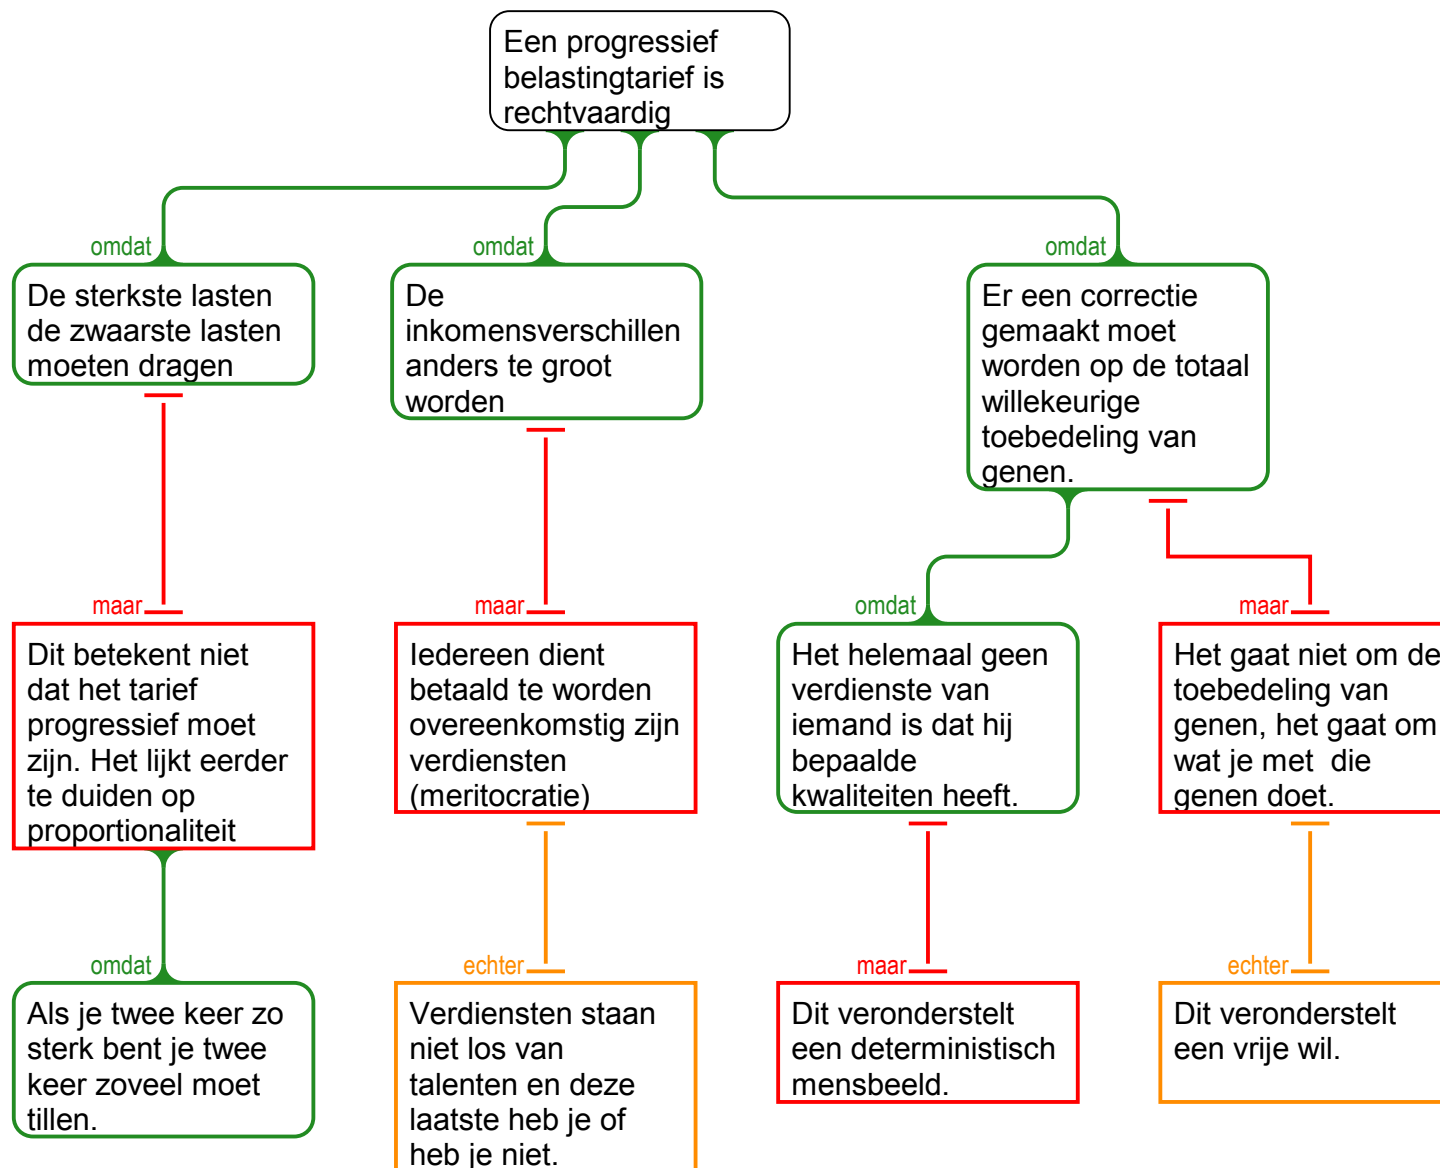 Een progressief
belastingtarief is
rechtvaardig
omdat
De sterkste lasten
de zwaarste lasten
moeten dragen
omdat
De
inkomensverschillen
anders te groot
worden
omdat
Er een correctie
gemaakt moet
worden op de totaal
willekeurige
toebedeling van
genen.
maar
Dit betekent niet
dat het tarief
progressief moet
zijn. Het lijkt eerder
te duiden op
proportionaliteit
maar
Iedereen dient
betaald te worden
overeenkomstig zijn
verdiensten
(meritocratie)
omdat
Het helemaal geen
verdienste van
iemand is dat hij
bepaalde
kwaliteiten heeft.
maar
Het gaat niet om de
toebedeling van
genen, het gaat om
wat je met die
genen doet.
omdat
Als je twee keer zo
sterk bent je twee
keer zoveel moet
tillen.
echter
Verdiensten staan
niet los van
talenten en deze
laatste heb je of
heb je niet.
maar
Dit veronderstelt
een deterministisch
mensbeeld.
echter
Dit veronderstelt
een vrije wil.